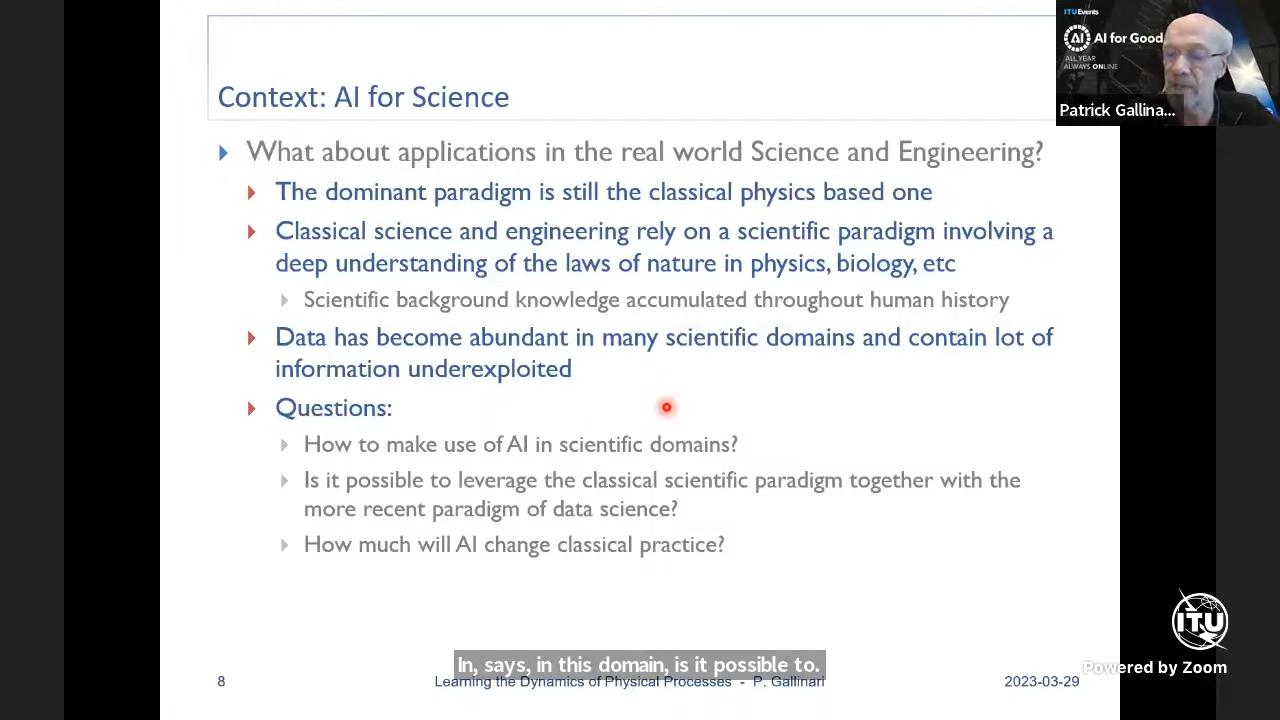 Context: AI for Science
What about applications in the real world Science and Engineering?
The dominant paradigm is still the classical physics based one
Classical science and engineering rely on a scientific paradigm involving a
deep understanding of the laws of nature in physics, biology, etc
Scientific background knowledge accumulated throughout human history
Data has become abundant in many scientific domains and contain lot of
information underexploited
Questions:
How to make use of AI in scientific domains?
Is it possible to leverage the classical scientific paradigm together with the
more recent paradigm of data science?
How much will AI change classical practice?
In, says, in this domain, is it possible to.
8
Learning the Dynamics of Physical Processes - P. Gallinari
2023-03-29
ITUEvents
AI
AI for Good
ALL YEAR
ALWAYS ONLINE
Patrick Gallina...
ITU
Powered by Zoom